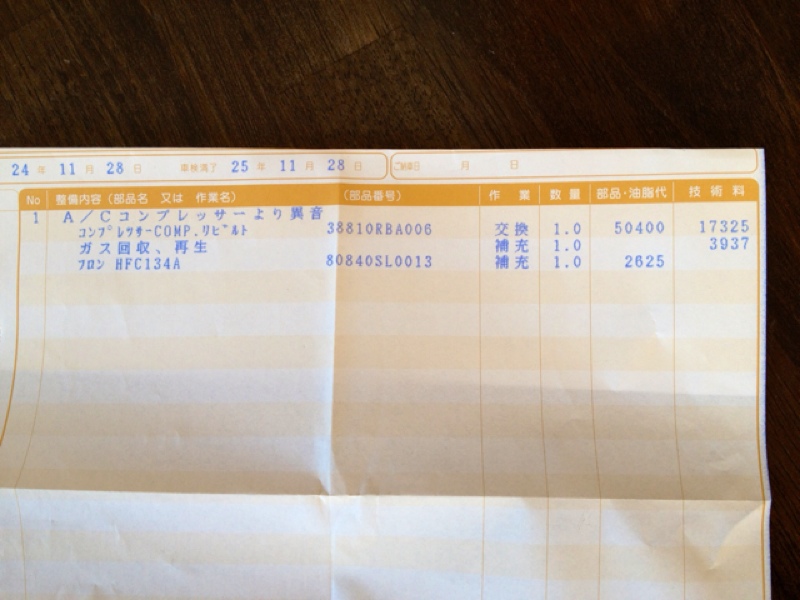 24 年 11 月 28 日 車検満了 25 年 11 月 28 日 ご納車日 月 日
No 整備内容(部品名 又は 作業名) (部品番号) 作業 数量 部品・油脂代 技術料
1 A/Cコンプレッサーより異音
コンプレッサーCOMP.リビルト 38810RBA006 交換 1.0 50400 17325
ガス回収、再生 補充 1.0 3937
フロン HFC134A 80840SL0013 補充 1.0 2625